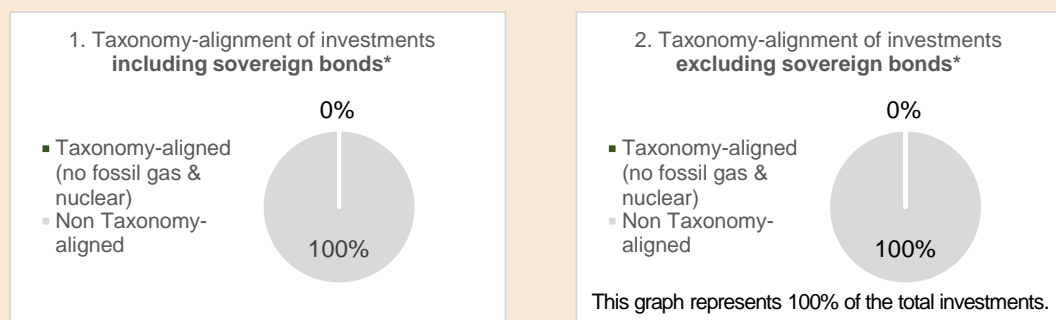 1. Taxonomy-alignment of investments
including sovereign bonds*
0%
Taxonomy-aligned
(no fossil gas &
nuclear)
Non Taxonomy-
aligned
100%
2. Taxonomy-alignment of investments
excluding sovereign bonds*
0%
Taxonomy-aligned
(no fossil gas &
nuclear)
Non Taxonomy-
aligned
100%
This graph represents 100% of the total investments.